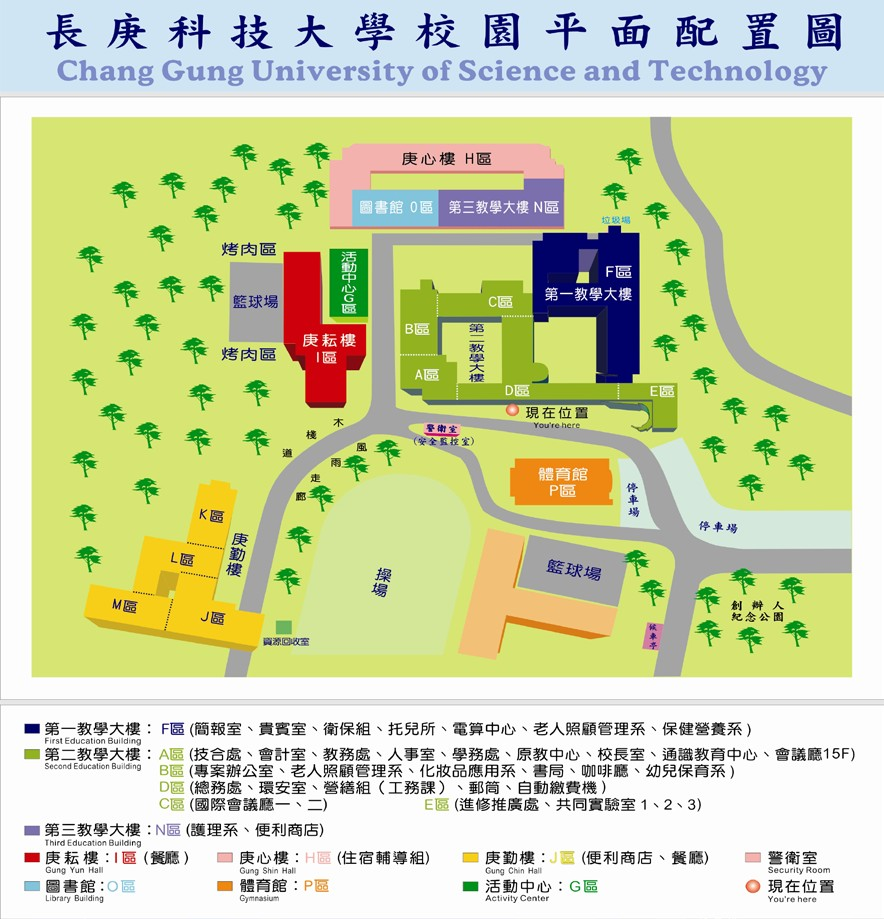 長庚科技大學校園平面配置圖
Chang Gung University of Science and Technology
庚心樓 H區
圖書館 O區
第三教學大樓 N區
垃圾場
烤肉區
活動中心G區
F區
第一教學大樓
籃球場
C區
B區
第二教學大樓
庚耘樓
I區
烤肉區
A區
D區
E區
現在位置
You're here
警衛室
(安全監控室)
木棧道
風雨走廊
體育館
P區
停車場
停車場
K區
庚勤樓
L區
M區
J區
操場
籃球場
資源回收室
候車亭
創辦人
紀念公園
第一教學大樓：F區 (簡報室、貴賓室、衛保組、托兒所、電算中心、老人照顧管理系、保健營養系)
First Education Building
第二教學大樓：A區 (技合處、會計室、教務處、人事室、學務處、原教中心、校長室、通識教育中心、會議廳15F)
Second Education Building
B區 (專案辦公室、老人照顧管理系、化妝品應用系、書局、咖啡廳、幼兒保育系)
D區 (總務處、環安室、營繕組（工務課）、郵筒、自動繳費機)
C區 (國際會議廳一、二) E區 (進修推廣處、共同實驗室 1、2、3)
第三教學大樓：N區 (護理系、便利商店)
Third Education Building
庚耘樓：I區 (餐廳) 庚心樓：H區 (住宿輔導組) 庚勤樓：J區 (便利商店、餐廳) 警衛室
Gung Yun Hall Gung Shin Hall Gung Chin Hall Security Room
圖書館：O區 體育館：P區 活動中心：G區 現在位置
Library Building Gymnasium Activity Center You're here